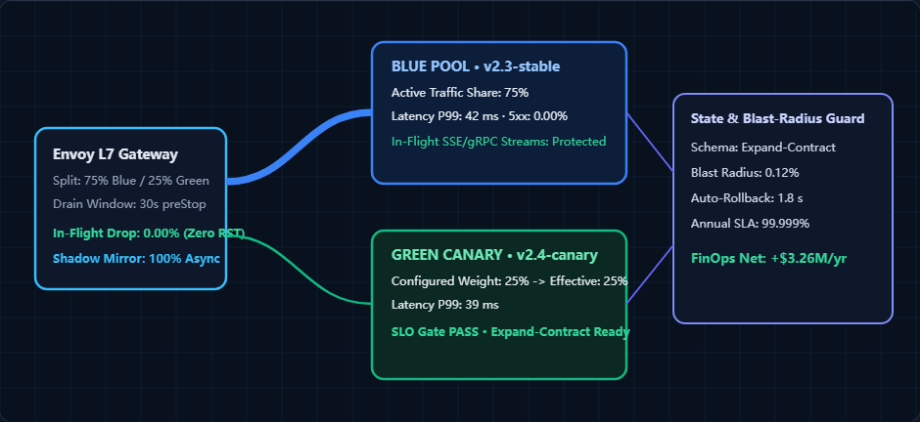 Envoy L7 Gateway
Split: 75% Blue / 25% Green
Drain Window: 30s preStop
In-Flight Drop: 0.00% (Zero RST)
Shadow Mirror: 100% Async
BLUE POOL • v2.3-stable
Active Traffic Share: 75%
Latency P99: 42 ms · 5xx: 0.00%
In-Flight SSE/gRPC Streams: Protected
GREEN CANARY • v2.4-canary
Configured Weight: 25% -> Effective: 25%
Latency P99: 39 ms
SLO Gate PASS • Expand-Contract Ready
State & Blast-Radius Guard
Schema: Expand-Contract
Blast Radius: 0.12%
Auto-Rollback: 1.8 s
Annual SLA: 99.999%
FinOps Net: +$3.26M/yr